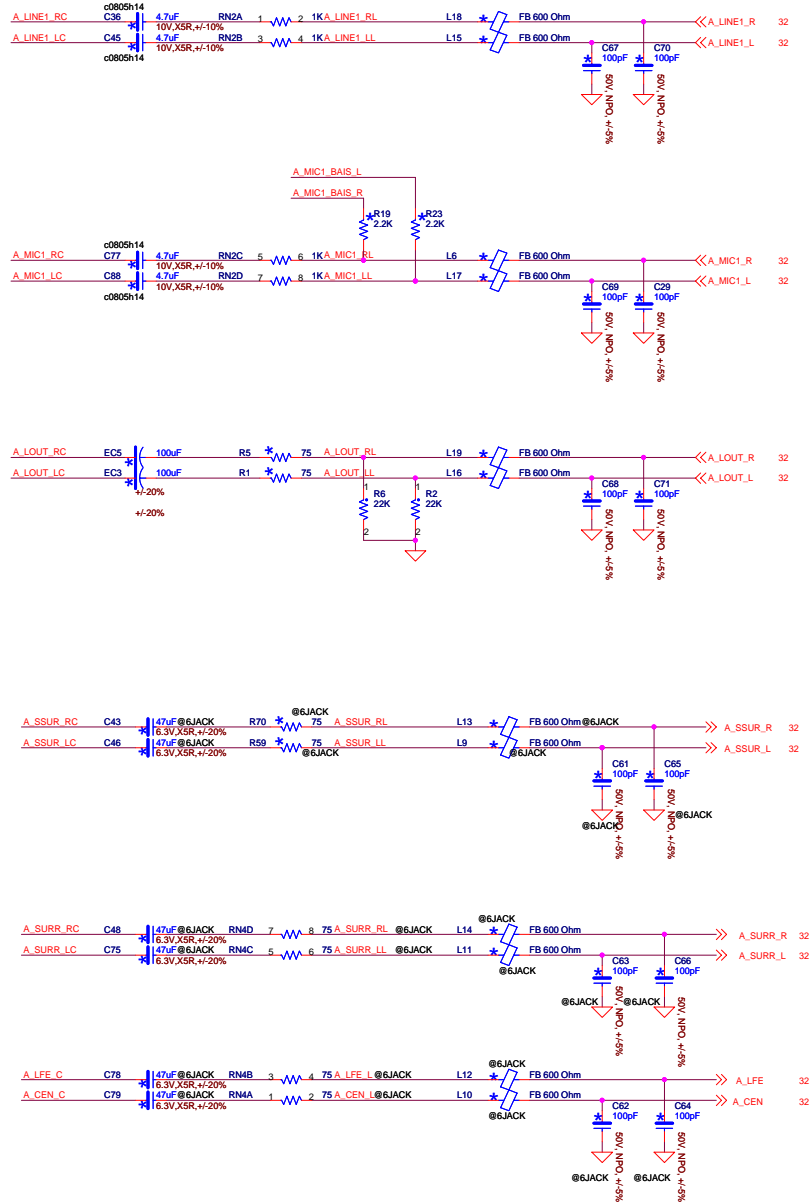 c0805h14
A_LINE1_RC C36 4.7uF RN2A 1 2 1K A_LINE1_RL L18 FB 600 Ohm A_LINE1_R 32
10V,X5R,+/-10%
A_LINE1_LC C45 4.7uF RN2B 3 4 1K A_LINE1_LL L15 A_LINE1_L 32
10V,X5R,+/-10%
c0805h14
C67 C70
100pF 100pF
50V, NPO, +/-5% 50V, NPO, +/-5%
A_MIC1_BAIS_L
A_MIC1_BAIS_R
R19 R23
2.2K 2.2K
c0805h14
A_MIC1_RC C77 4.7uF RN2C 5 6 1K A_MIC1_RL L6 FB 600 Ohm A_MIC1_R 32
10V,X5R,+/-10%
A_MIC1_LC C88 4.7uF RN2D 7 8 1K A_MIC1_LL L17 FB 600 Ohm A_MIC1_L 32
10V,X5R,+/-10%
c0805h14
C69 C29
100pF 100pF
50V, NPO, +/-5% 50V, NPO, +/-5%
A_LOUT_RC EC5 100uF R5 75 A_LOUT_RL L19 FB 600 Ohm A_LOUT_R 32
A_LOUT_LC EC3 100uF R1 75 A_LOUT_LL L16 FB 600 Ohm A_LOUT_L 32
+/-20%
+/-20%
1 1
R6 R2
22K 22K
2 2
C68 C71
100pF 100pF
50V, NPO, +/-5% 50V, NPO, +/-5%
@6JACK
A_SSUR_RC C43 47uF @6JACK R70 75 A_SSUR_RL L13 FB 600 Ohm @6JACK A_SSUR_R 32
6.3V,X5R,+/-20%
A_SSUR_LC C46 47uF @6JACK R59 75 A_SSUR_LL L9 FB 600 Ohm A_SSUR_L 32
6.3V,X5R,+/-20% @6JACK @6JACK
C61 C65
100pF 100pF
50V, NPO, +/-5% 50V, NPO, +/-5%
@6JACK @6JACK
@6JACK
A_SURR_RC C48 47uF @6JACK RN4D 7 8 75 A_SURR_RL @6JACK L14 FB 600 Ohm A_SURR_R 32
6.3V,X5R,+/-20%
A_SURR_LC C75 47uF @6JACK RN4C 5 6 75 A_SURR_LL @6JACK L11 FB 600 Ohm A_SURR_L 32
6.3V,X5R,+/-20% @6JACK
C63 C66
100pF 100pF
50V, NPO, +/-5% 50V, NPO, +/-5%
@6JACK @6JACK
@6JACK
A_LFE_C C78 47uF @6JACK RN4B 3 4 75 A_LFE_L @6JACK L12 FB 600 Ohm A_LFE 32
6.3V,X5R,+/-20%
A_CEN_C C79 47uF @6JACK RN4A 1 2 75 A_CEN_L @6JACK L10 FB 600 Ohm A_CEN 32
6.3V,X5R,+/-20% @6JACK
C62 C64
100pF 100pF
50V, NPO, +/-5% 50V, NPO, +/-5%
@6JACK @6JACK